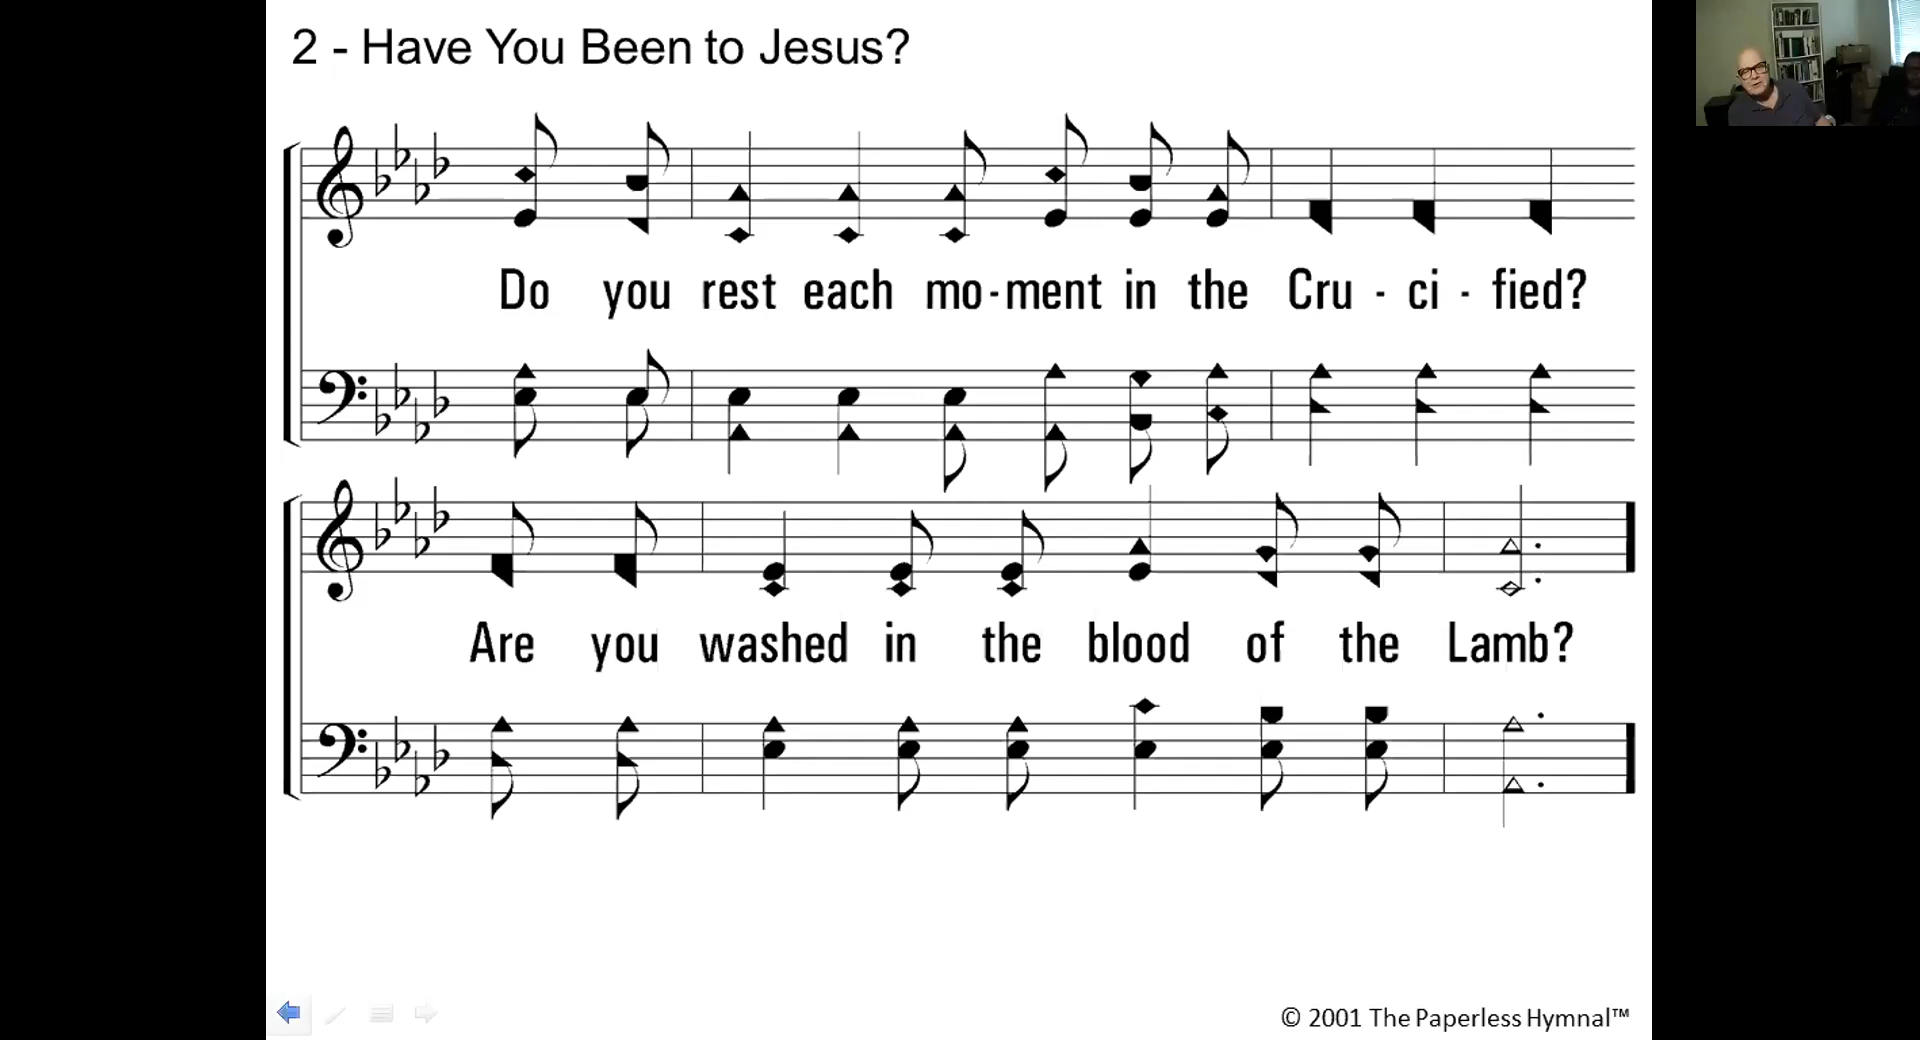 2 - Have You Been to Jesus?
Do you rest each mo - ment in the Cru - ci - fied?
Are you washed in the blood of the Lamb?
© 2001 The Paperless Hymnal™